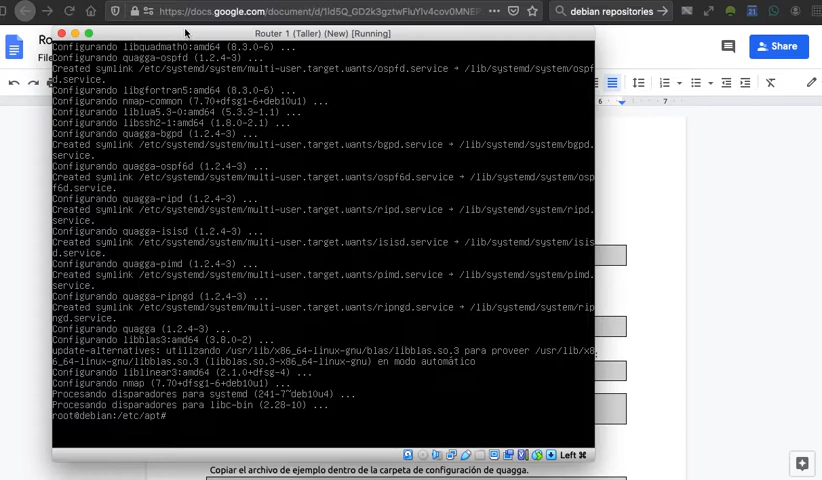 https://docs.google.com/document/d/1ld5Q_GD2k3gztwFluYlv4cov0MNER
debian repositories
Ro
File
Router 1 (Taller) (New) [Running]
Share
6 7
Configurando libquadmath0:amd64 (8.3.0-6) ...
Configurando quagga-ospfd (1.2.4-3) ...
Created symlink /etc/systemd/system/multi-user.target.wants/ospfd.service → /lib/systemd/system/ospf
d.service.
Configurando libgfortran5:amd64 (8.3.0-6) ...
Configurando nmap-common (7.70+dfsg1-6+deb10u1) ...
Configurando liblua5.3-0:amd64 (5.3.3-1.1) ...
Configurando libssh2-1:amd64 (1.8.0-2.1) ...
Configurando quagga-bgpd (1.2.4-3) ...
Created symlink /etc/systemd/system/multi-user.target.wants/bgpd.service → /lib/systemd/system/bgpd.
service.
Configurando quagga-ospf6d (1.2.4-3) ...
Created symlink /etc/systemd/system/multi-user.target.wants/ospf6d.service → /lib/systemd/system/osp
f6d.service.
Configurando quagga-ripd (1.2.4-3) ...
Created symlink /etc/systemd/system/multi-user.target.wants/ripd.service → /lib/systemd/system/ripd.
service.
Configurando quagga-isisd (1.2.4-3) ...
Created symlink /etc/systemd/system/multi-user.target.wants/isisd.service → /lib/systemd/system/isis
d.service.
Configurando quagga-pimd (1.2.4-3) ...
Created symlink /etc/systemd/system/multi-user.target.wants/pimd.service → /lib/systemd/system/pimd.
service.
Configurando quagga-ripngd (1.2.4-3) ...
Created symlink /etc/systemd/system/multi-user.target.wants/ripngd.service → /lib/systemd/system/rip
ngd.service.
Configurando quagga (1.2.4-3) ...
Configurando libblas3:amd64 (3.8.0-2) ...
update-alternatives: utilizando /usr/lib/x86_64-linux-gnu/blas/libblas.so.3 para proveer /usr/lib/x8
6_64-linux-gnu/libblas.so.3 (libblas.so.3-x86_64-linux-gnu) en modo automático
Configurando liblinear3:amd64 (2.1.0+dfsg-4) ...
Configurando nmap (7.70+dfsg1-6+deb10u1) ...
Procesando disparadores para systemd (241-7~deb10u4) ...
Procesando disparadores para libc-bin (2.28-10) ...
root@debian:/etc/apt#
Left ⌘
Copiar el archivo de ejemplo dentro de la carpeta de configuración de quagga.